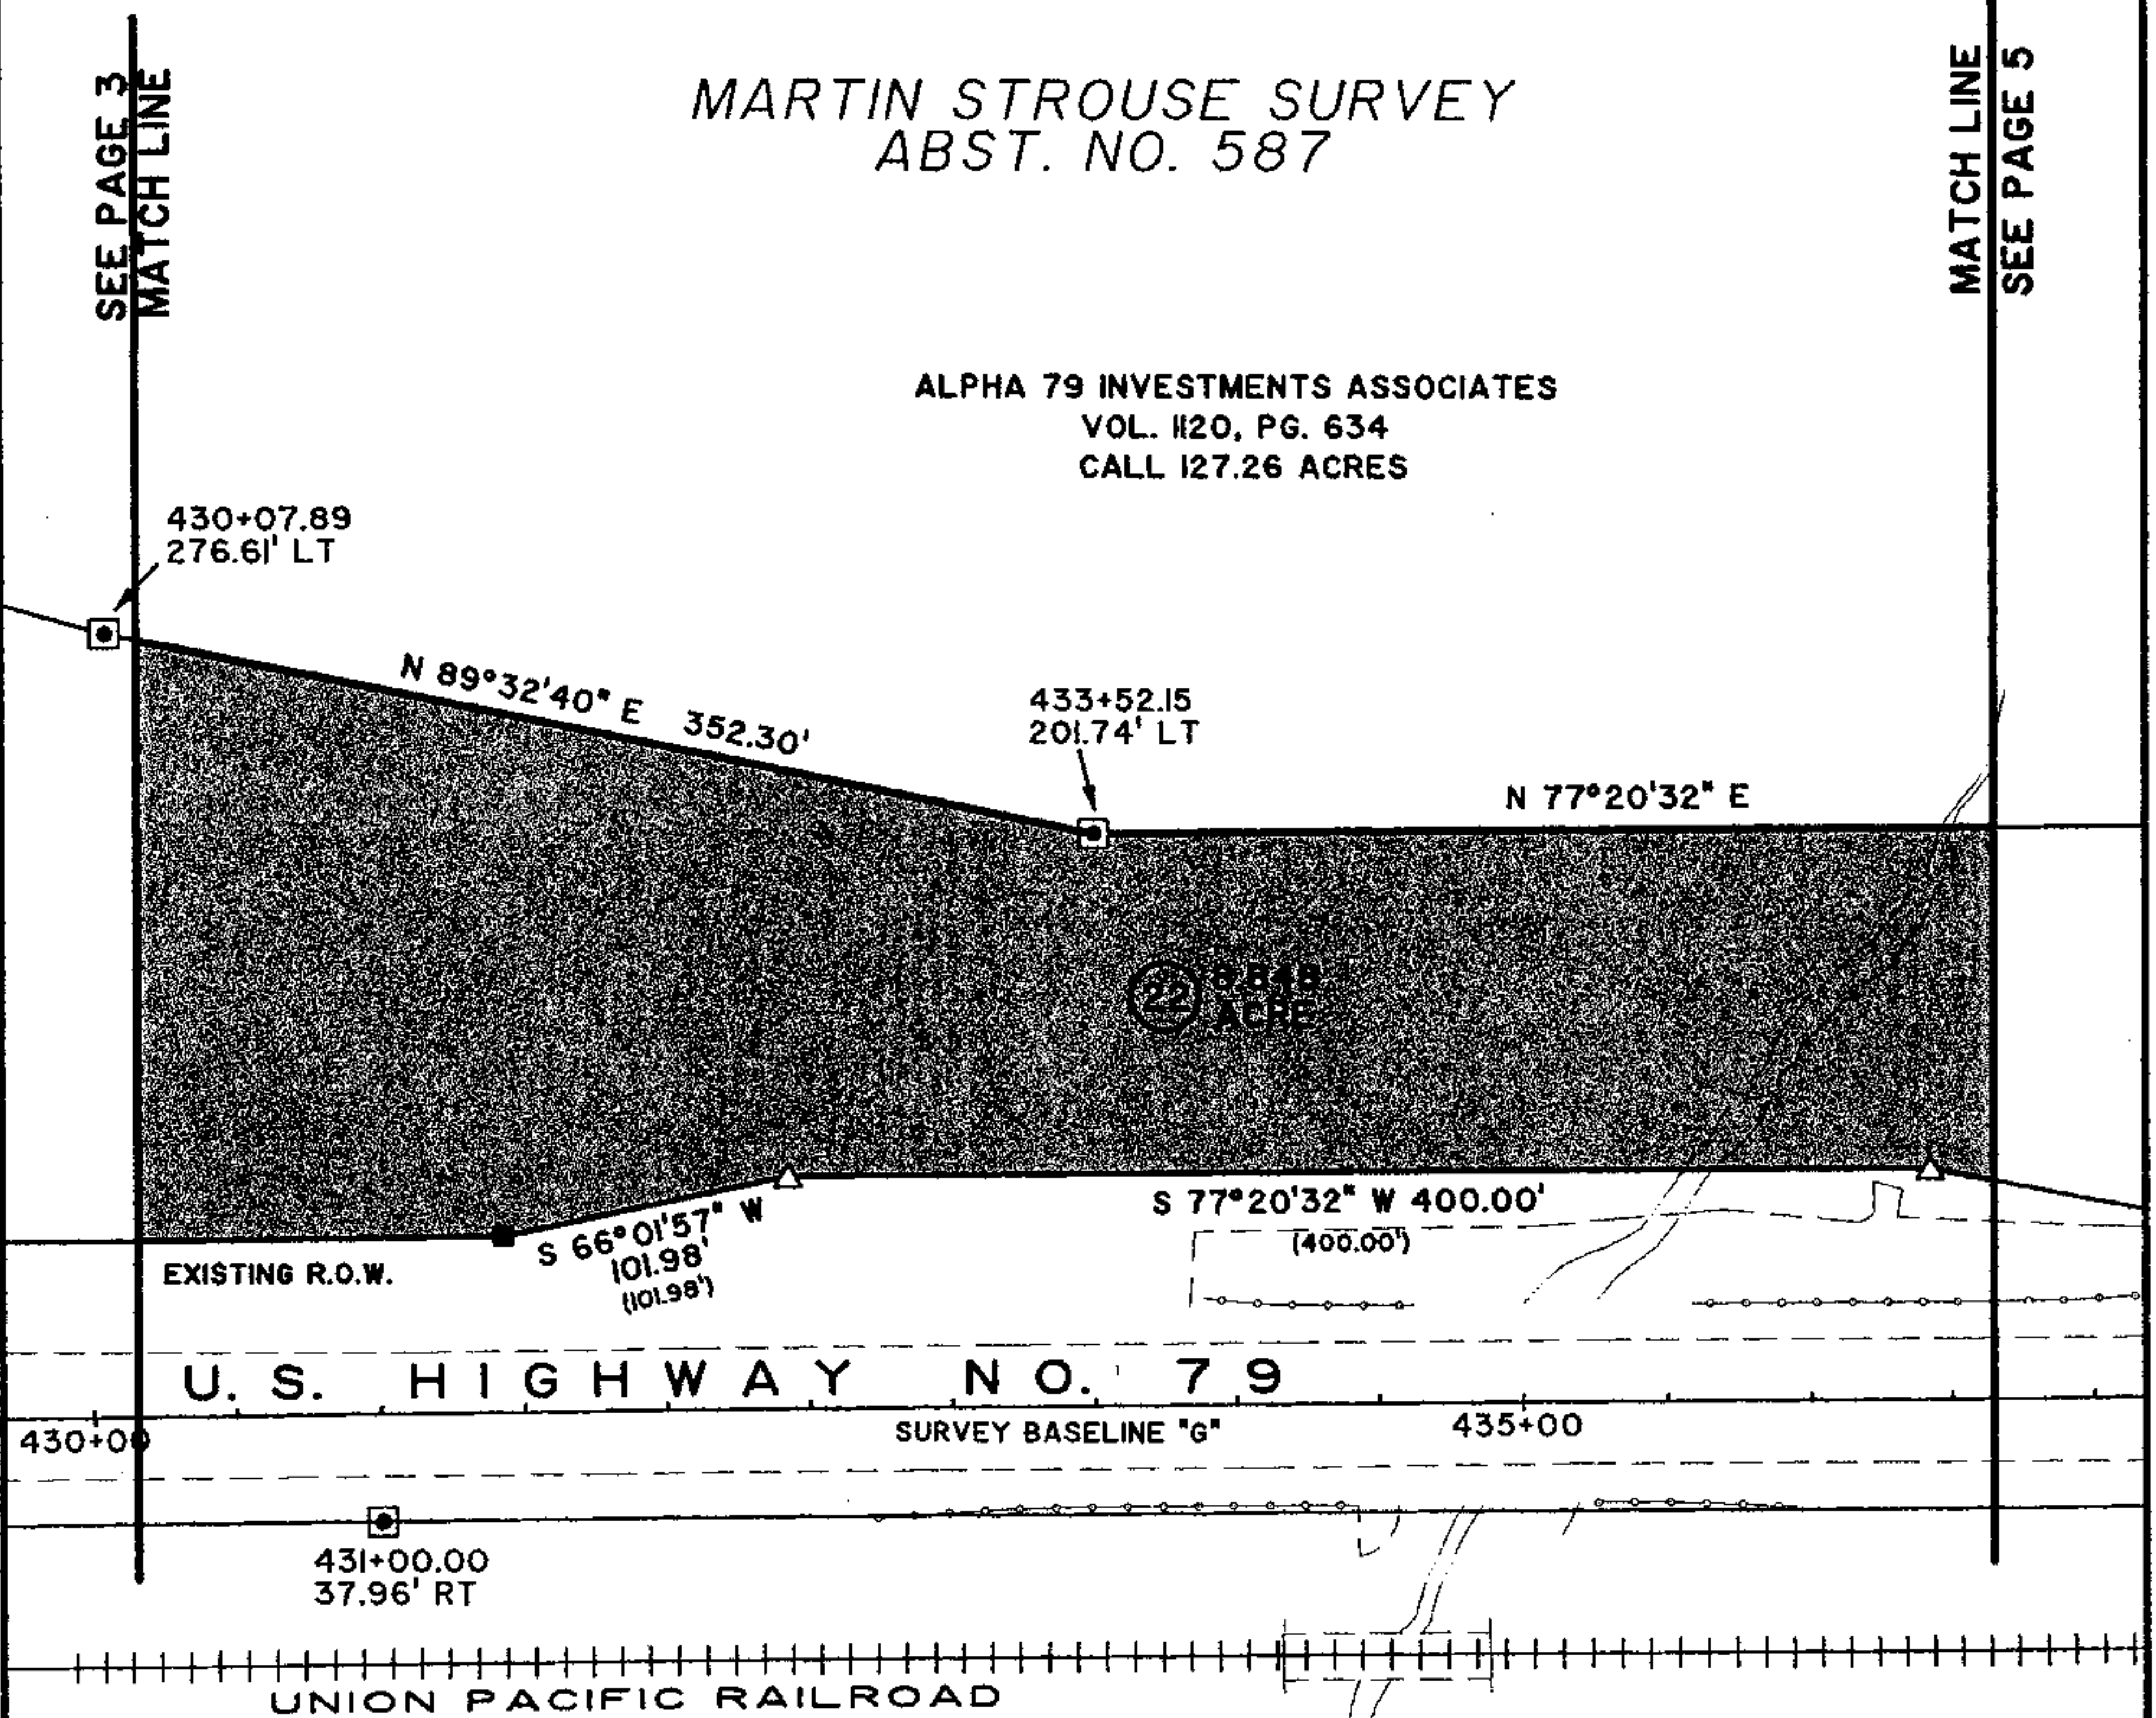 SEE PAGE 3
MATCH LINE
MARTIN STROUSE SURVEY
ABST. NO. 587
MATCH LINE
SEE PAGE 5
ALPHA 79 INVESTMENTS ASSOCIATES
VOL. 1120, PG. 634
CALL 127.26 ACRES
430+07.89
276.61' LT
N 89°32'40" E 352.30'
433+52.15
201.74' LT
N 77°20'32" E
22
ACRE
S 77°20'32" W 400.00'
(400.00')
S 66°01'57" W
101.98'
(101.98')
EXISTING R.O.W.
U. S. HIGHWAY NO. 79
430+00
SURVEY BASELINE "G"
435+00
431+00.00
37.96' RT
UNION PACIFIC RAILROAD